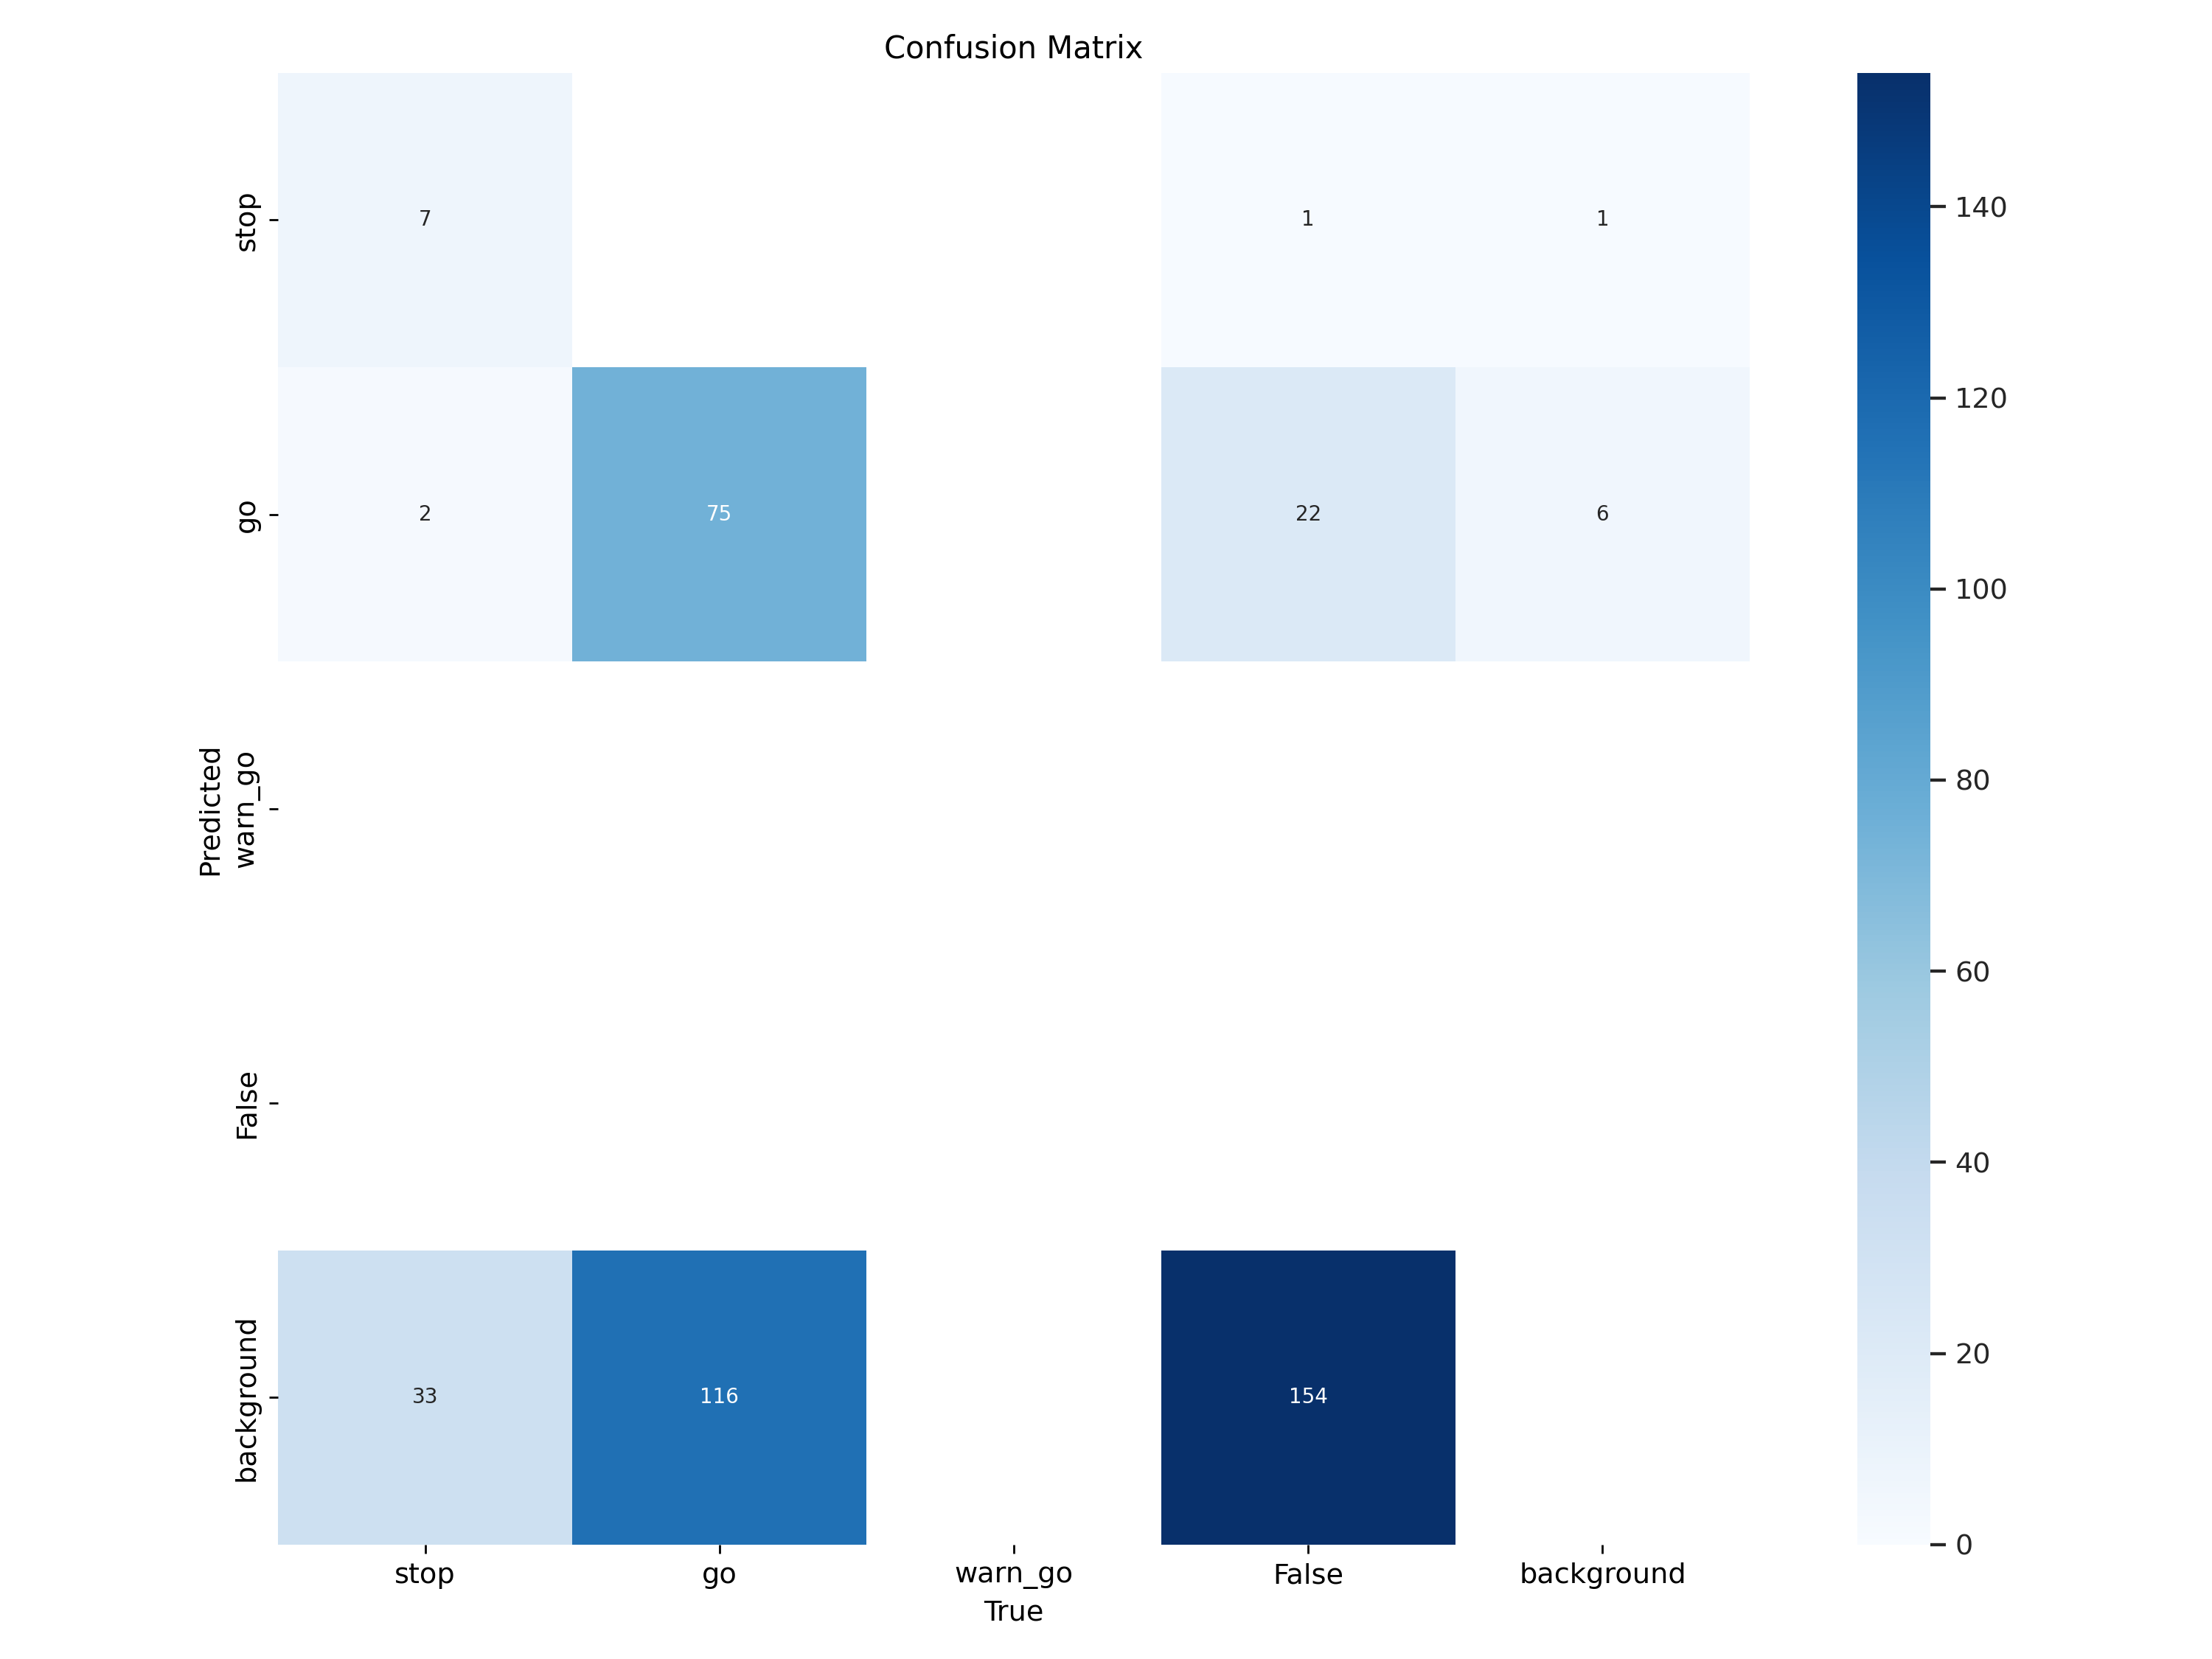 Confusion Matrix
stop
7
1
1
140
120
go
2
75
22
6
100
80
Predicted
warn_go
60
False
40
20
background
33
116
154
0
stop
go
warn_go
False
background
True